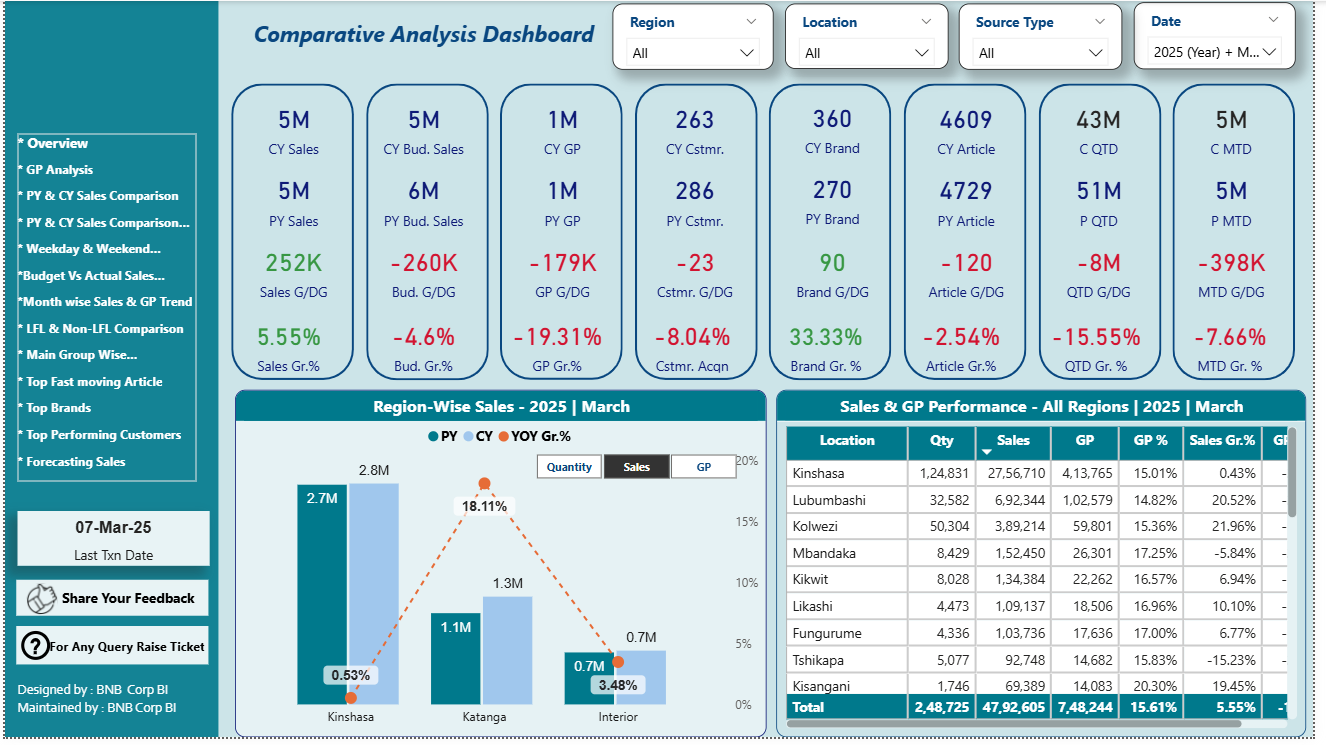 Comparative Analysis Dashboard
Region
All
Location
All
Source Type
All
Date
2025 (Year) + M...
* Overview
* GP Analysis
* PY & CY Sales Comparison
* PY & CY Sales Comparison...
* Weekday & Weekend...
*Budget Vs Actual Sales...
*Month wise Sales & GP Trend
* LFL & Non-LFL Comparison
* Main Group Wise...
* Top Fast moving Article
* Top Brands
* Top Performing Customers
* Forecasting Sales
07-Mar-25
Last Txn Date
Share Your Feedback
? For Any Query Raise Ticket
Designed by : BNB Corp BI
Maintained by : BNB Corp BI
5M 5M 1M 263 360 4609 43M 5M
CY Sales CY Bud. Sales CY GP CY Cstmr. CY Brand CY Article C QTD C MTD
5M 6M 1M 286 270 4729 51M 5M
PY Sales PY Bud. Sales PY GP PY Cstmr. PY Brand PY Article P QTD P MTD
252K -260K -179K -23 90 -120 -8M -398K
Sales G/DG Bud. G/DG GP G/DG Cstmr. G/DG Brand G/DG Article G/DG QTD G/DG MTD G/DG
5.55% -4.6% -19.31% -8.04% 33.33% -2.54% -15.55% -7.66%
Sales Gr.% Bud. Gr.% GP Gr.% Cstmr. Acqn Brand Gr. % Article Gr.% QTD Gr. % MTD Gr. %
Region-Wise Sales - 2025 | March
PY CY YOY Gr.%
Quantity Sales GP
20%
15%
10%
5%
0%
2.7M 2.8M
0.53%
18.11%
1.1M 1.3M
0.7M 0.7M
3.48%
Kinshasa Katanga Interior
Sales & GP Performance - All Regions | 2025 | March
Location Qty Sales GP GP % Sales Gr.%
Kinshasa 1,24,831 27,56,710 4,13,765 15.01% 0.43%
Lubumbashi 32,582 6,92,344 1,02,579 14.82% 20.52%
Kolwezi 50,304 3,89,214 59,801 15.36% 21.96%
Mbandaka 8,429 1,52,450 26,301 17.25% -5.84%
Kikwit 8,028 1,34,384 22,262 16.57% 6.94%
Likashi 4,473 1,09,137 18,506 16.96% 10.10%
Fungurume 4,336 1,03,736 17,636 17.00% 6.77%
Tshikapa 5,077 92,748 14,682 15.83% -15.23%
Kisangani 1,746 69,389 14,083 20.30% 19.45%
Total 2,48,725 47,92,605 7,48,244 15.61% 5.55%